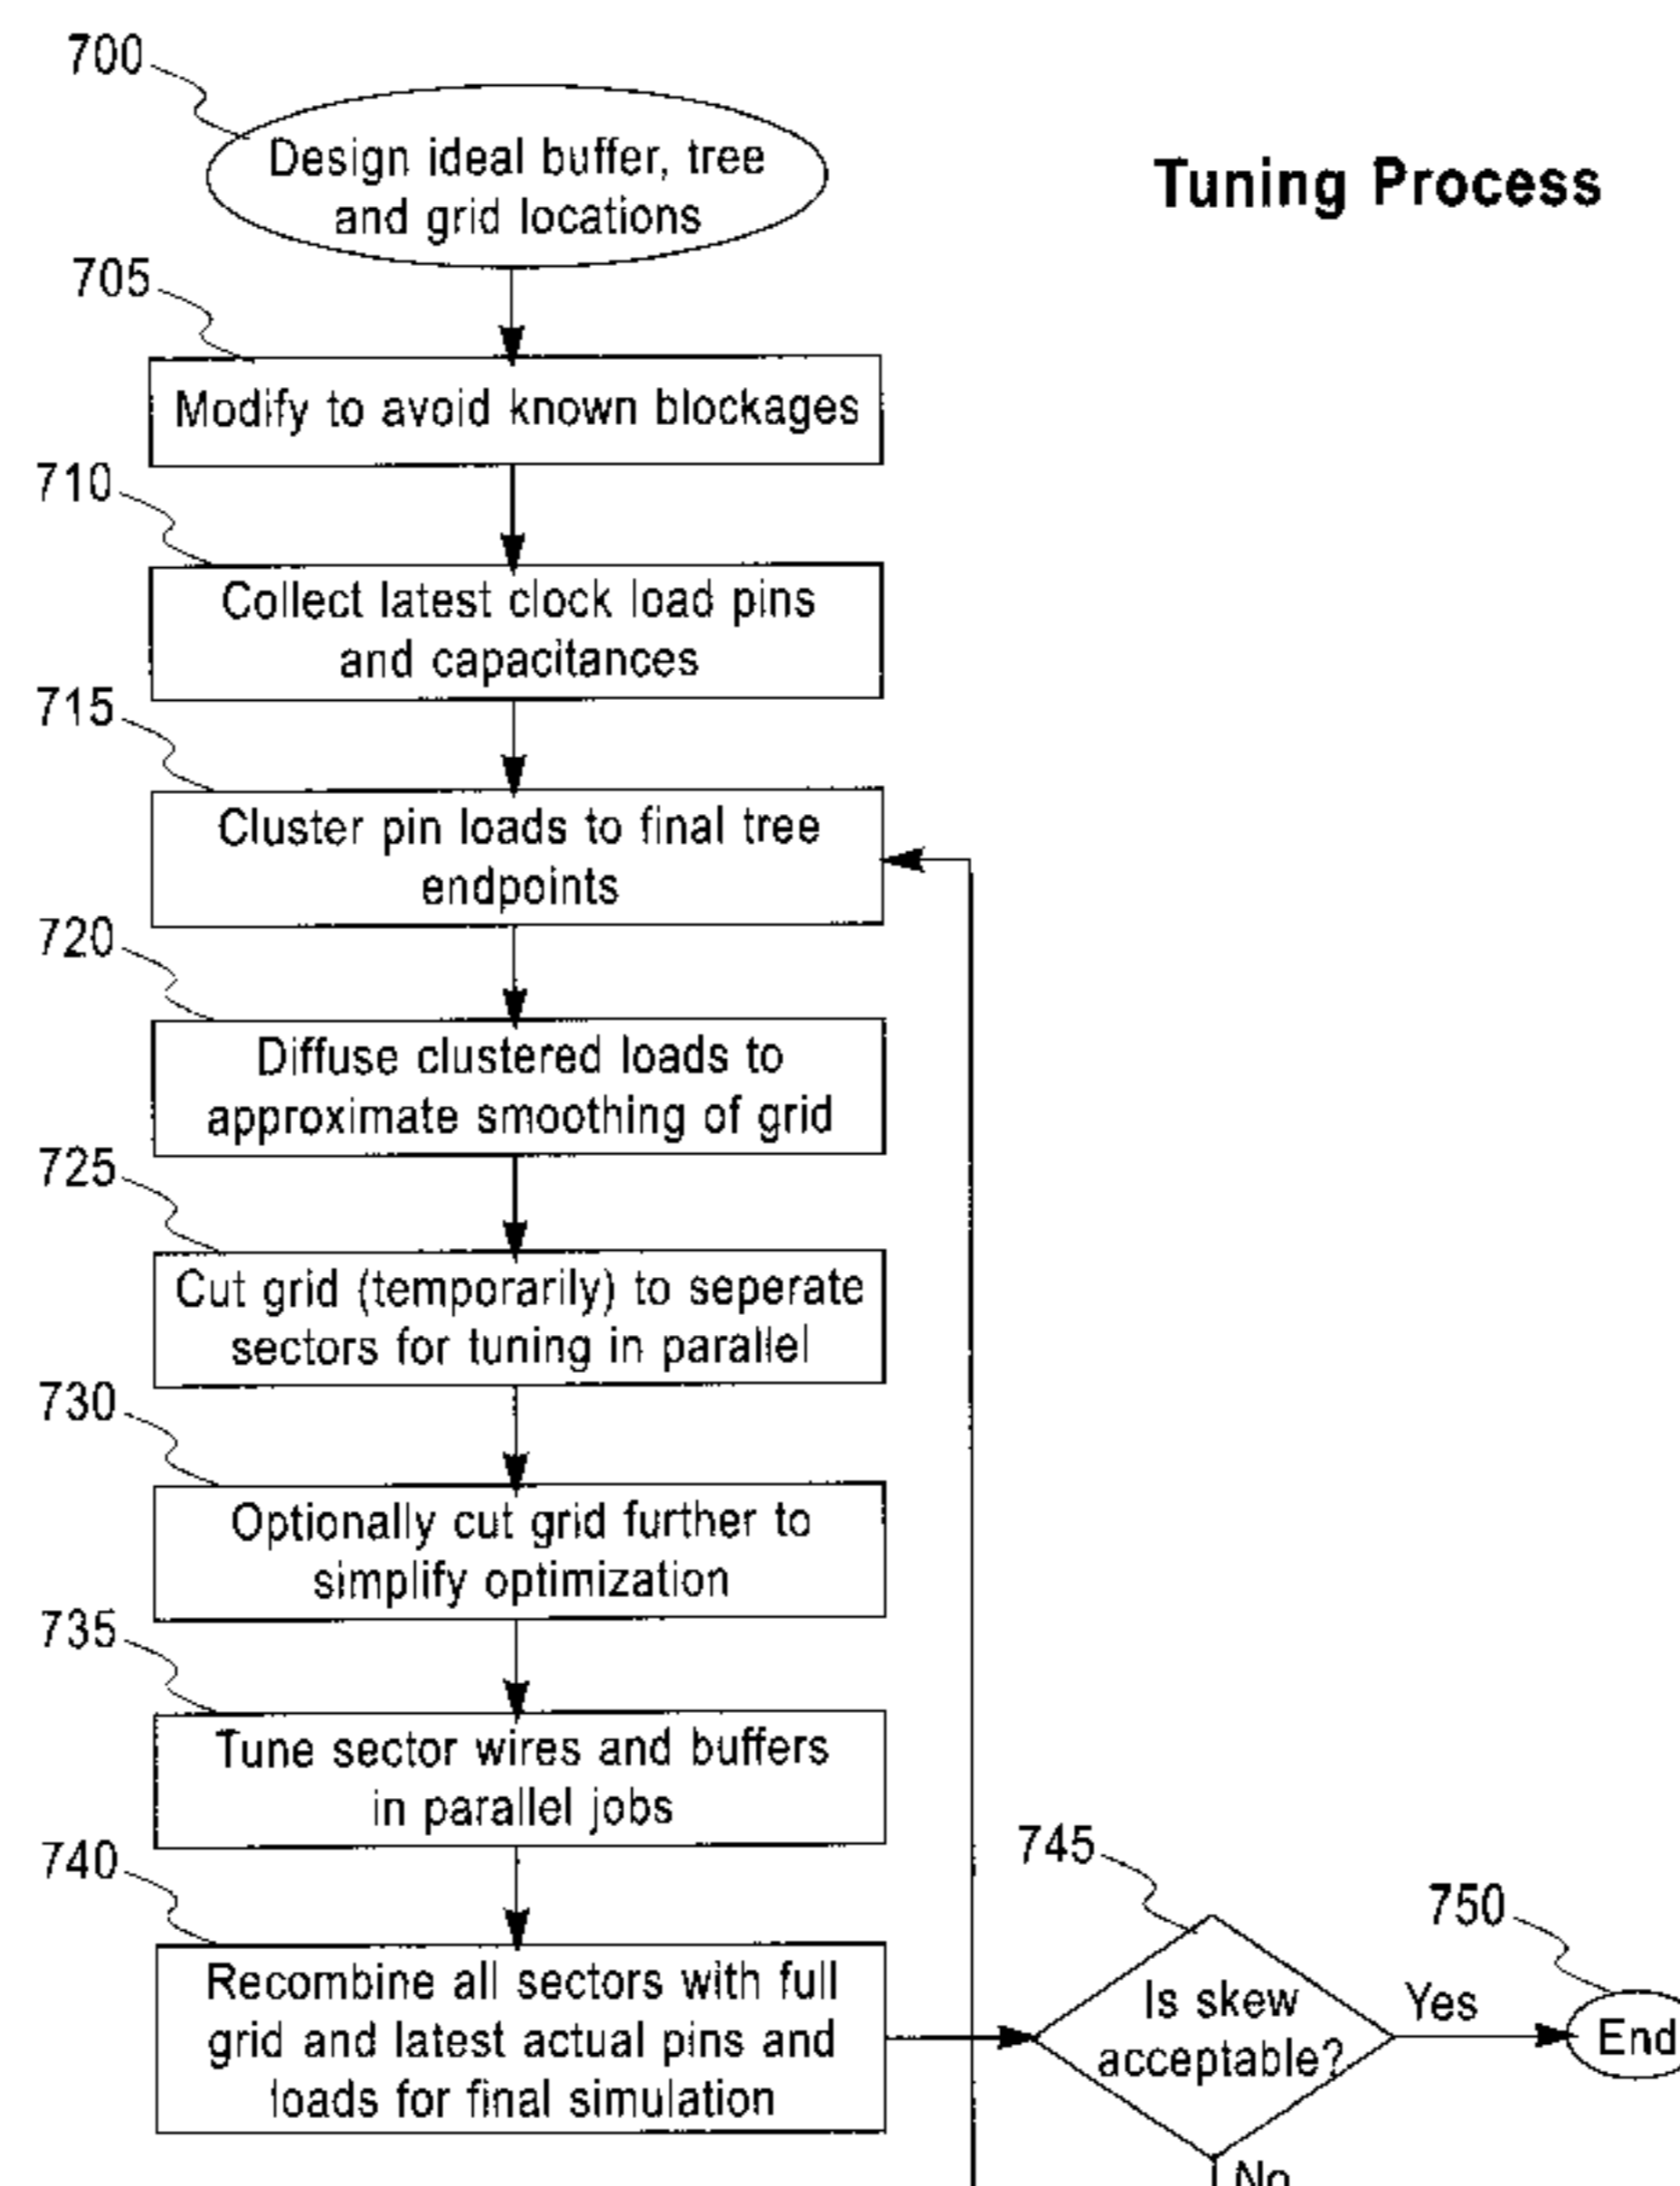 700
Design ideal buffer, tree
and grid locations
Tuning Process
705
Modify to avoid known blockages
710
Collect latest clock load pins
and capacitances
715
Cluster pin loads to final tree
endpoints
720
Diffuse clustered loads to
approximate smoothing of grid
725
Cut grid (temporarily) to seperate
sectors for tuning in parallel
730
Optionally cut grid further to
simplify optimization
735
Tune sector wires and buffers
in parallel jobs
740
Recombine all sectors with full
grid and latest actual pins and
loads for final simulation
745
Is skew
acceptable?
Yes
750
End
No